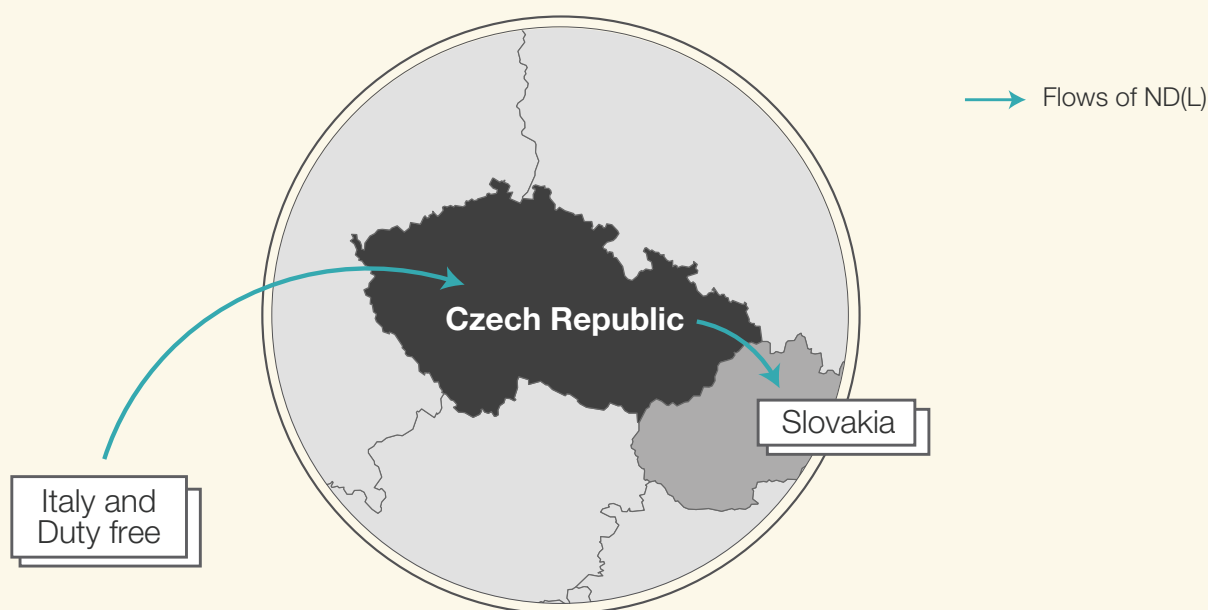 Flows of ND(L)
Czech Republic
Slovakia
Italy and
Duty free